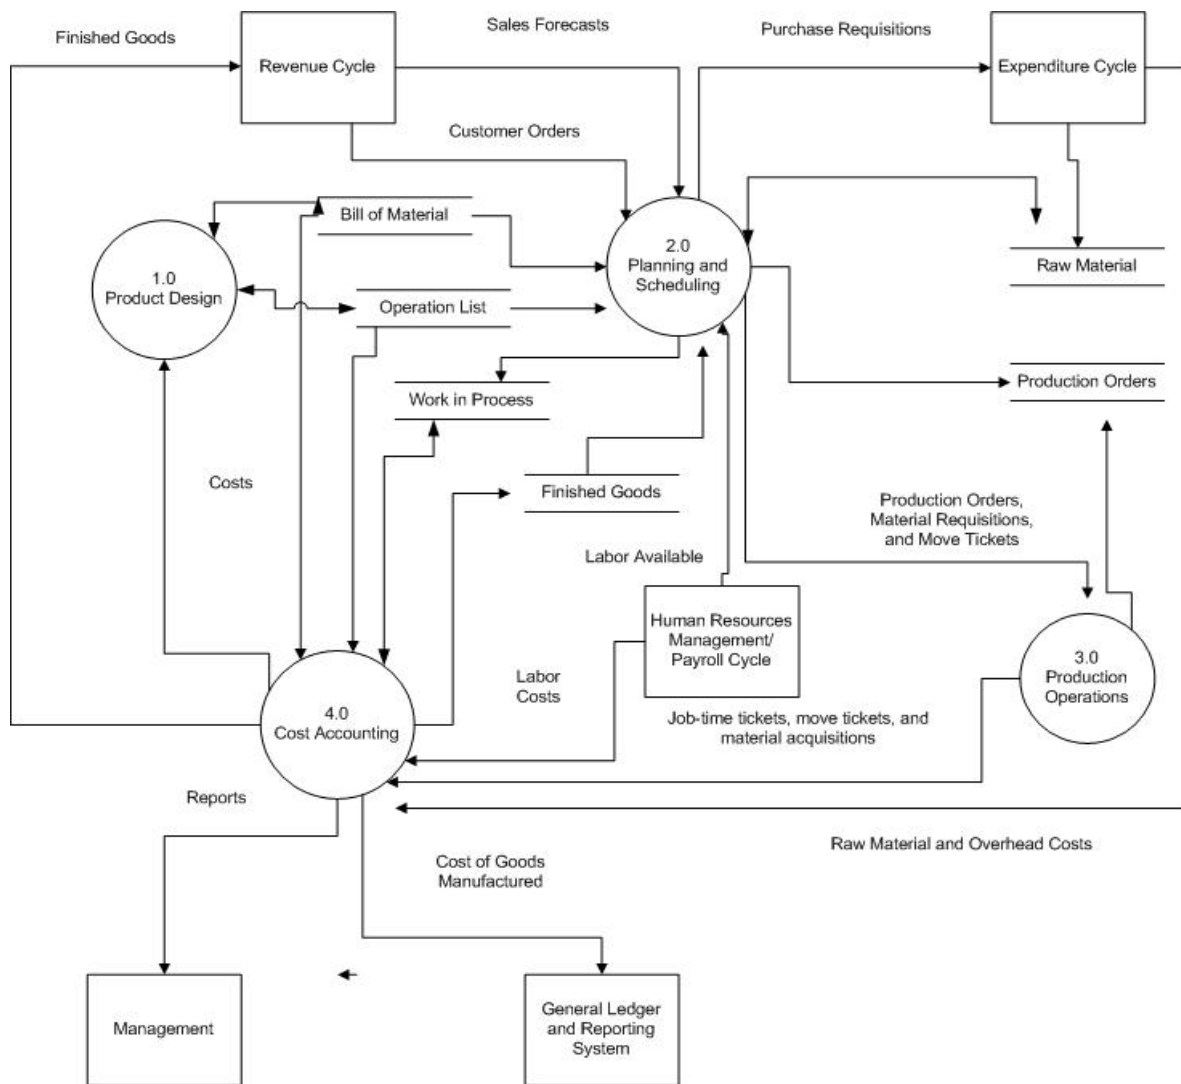 Finished Goods
Revenue Cycle
Sales Forecasts
Purchase Requisitions
Expenditure Cycle
Customer Orders
Bill of Material
2.0
Planning and
Scheduling
1.0
Product Design
Raw Material
Operation List
Production Orders
Work in Process
Costs
Finished Goods
Production Orders,
Material Requisitions,
and Move Tickets
Labor Available
Human Resources
Management/
Payroll Cycle
3.0
Production
Operations
Labor
Costs
4.0
Cost Accounting
Job-time tickets, move tickets, and
material acquisitions
Reports
Raw Material and Overhead Costs
Cost of Goods
Manufactured
Management
General Ledger
and Reporting
System